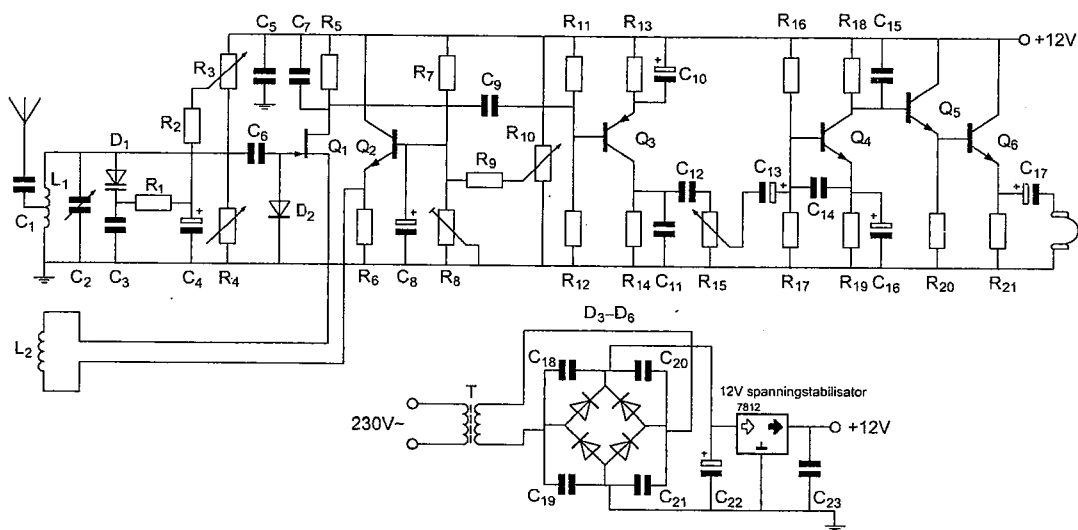 C5 C7 R5 R11 R13 R16 R18 C15
+12V
R3 R7 C9 + C10
R2 R10 Q5
D1 C6 Q1 Q2 Q3 Q4 Q6
L1 R1 R9 C12 C13 + C14 + C17
C1 + D2 + +
C2 C3 C4 R4 R6 C8 R8 R12 R14 C11 R15 R17 R19 C16 R20 R21
D3–D6
L2
C18 C20 12V spanningstabilisator
T 7812
230V~ +12V
+
C19 C21 C22 C23